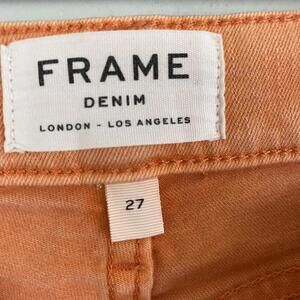 FRAME
DENIM
LONDON - LOS ANGELES
27